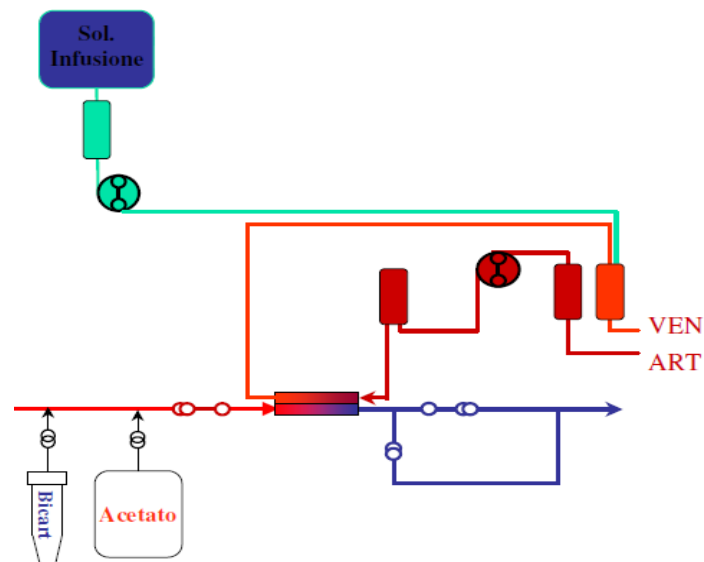 Sol.
Infusione
VEN
ART
Bicart
Acetato